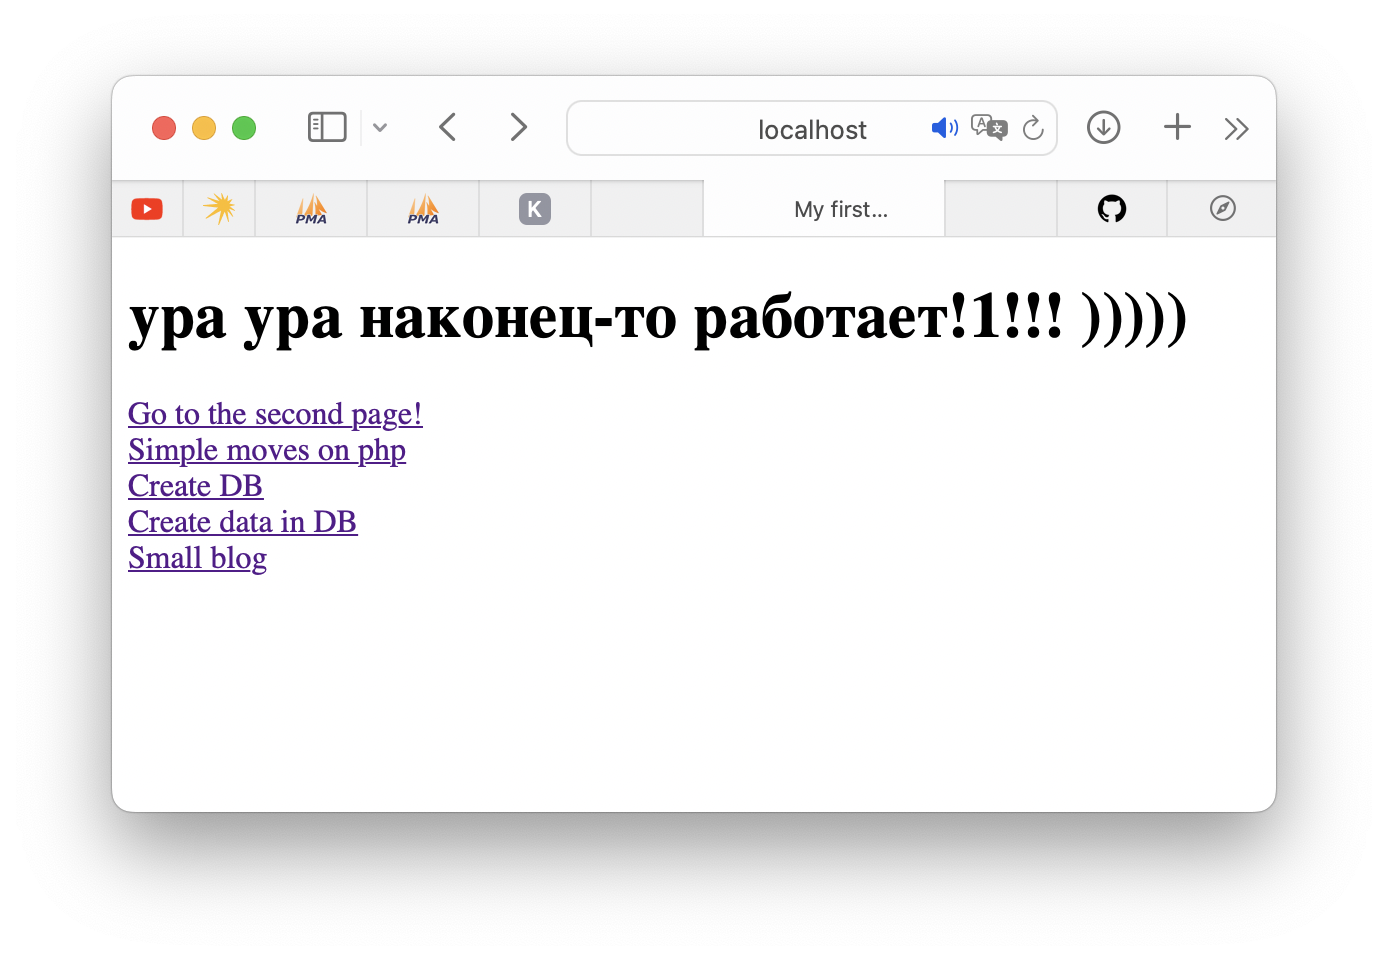 localhost
PMA
PMA
K
My first...
ура ура наконец-то работает!1!!! )))))
Go to the second page!
Simple moves on php
Create DB
Create data in DB
Small blog